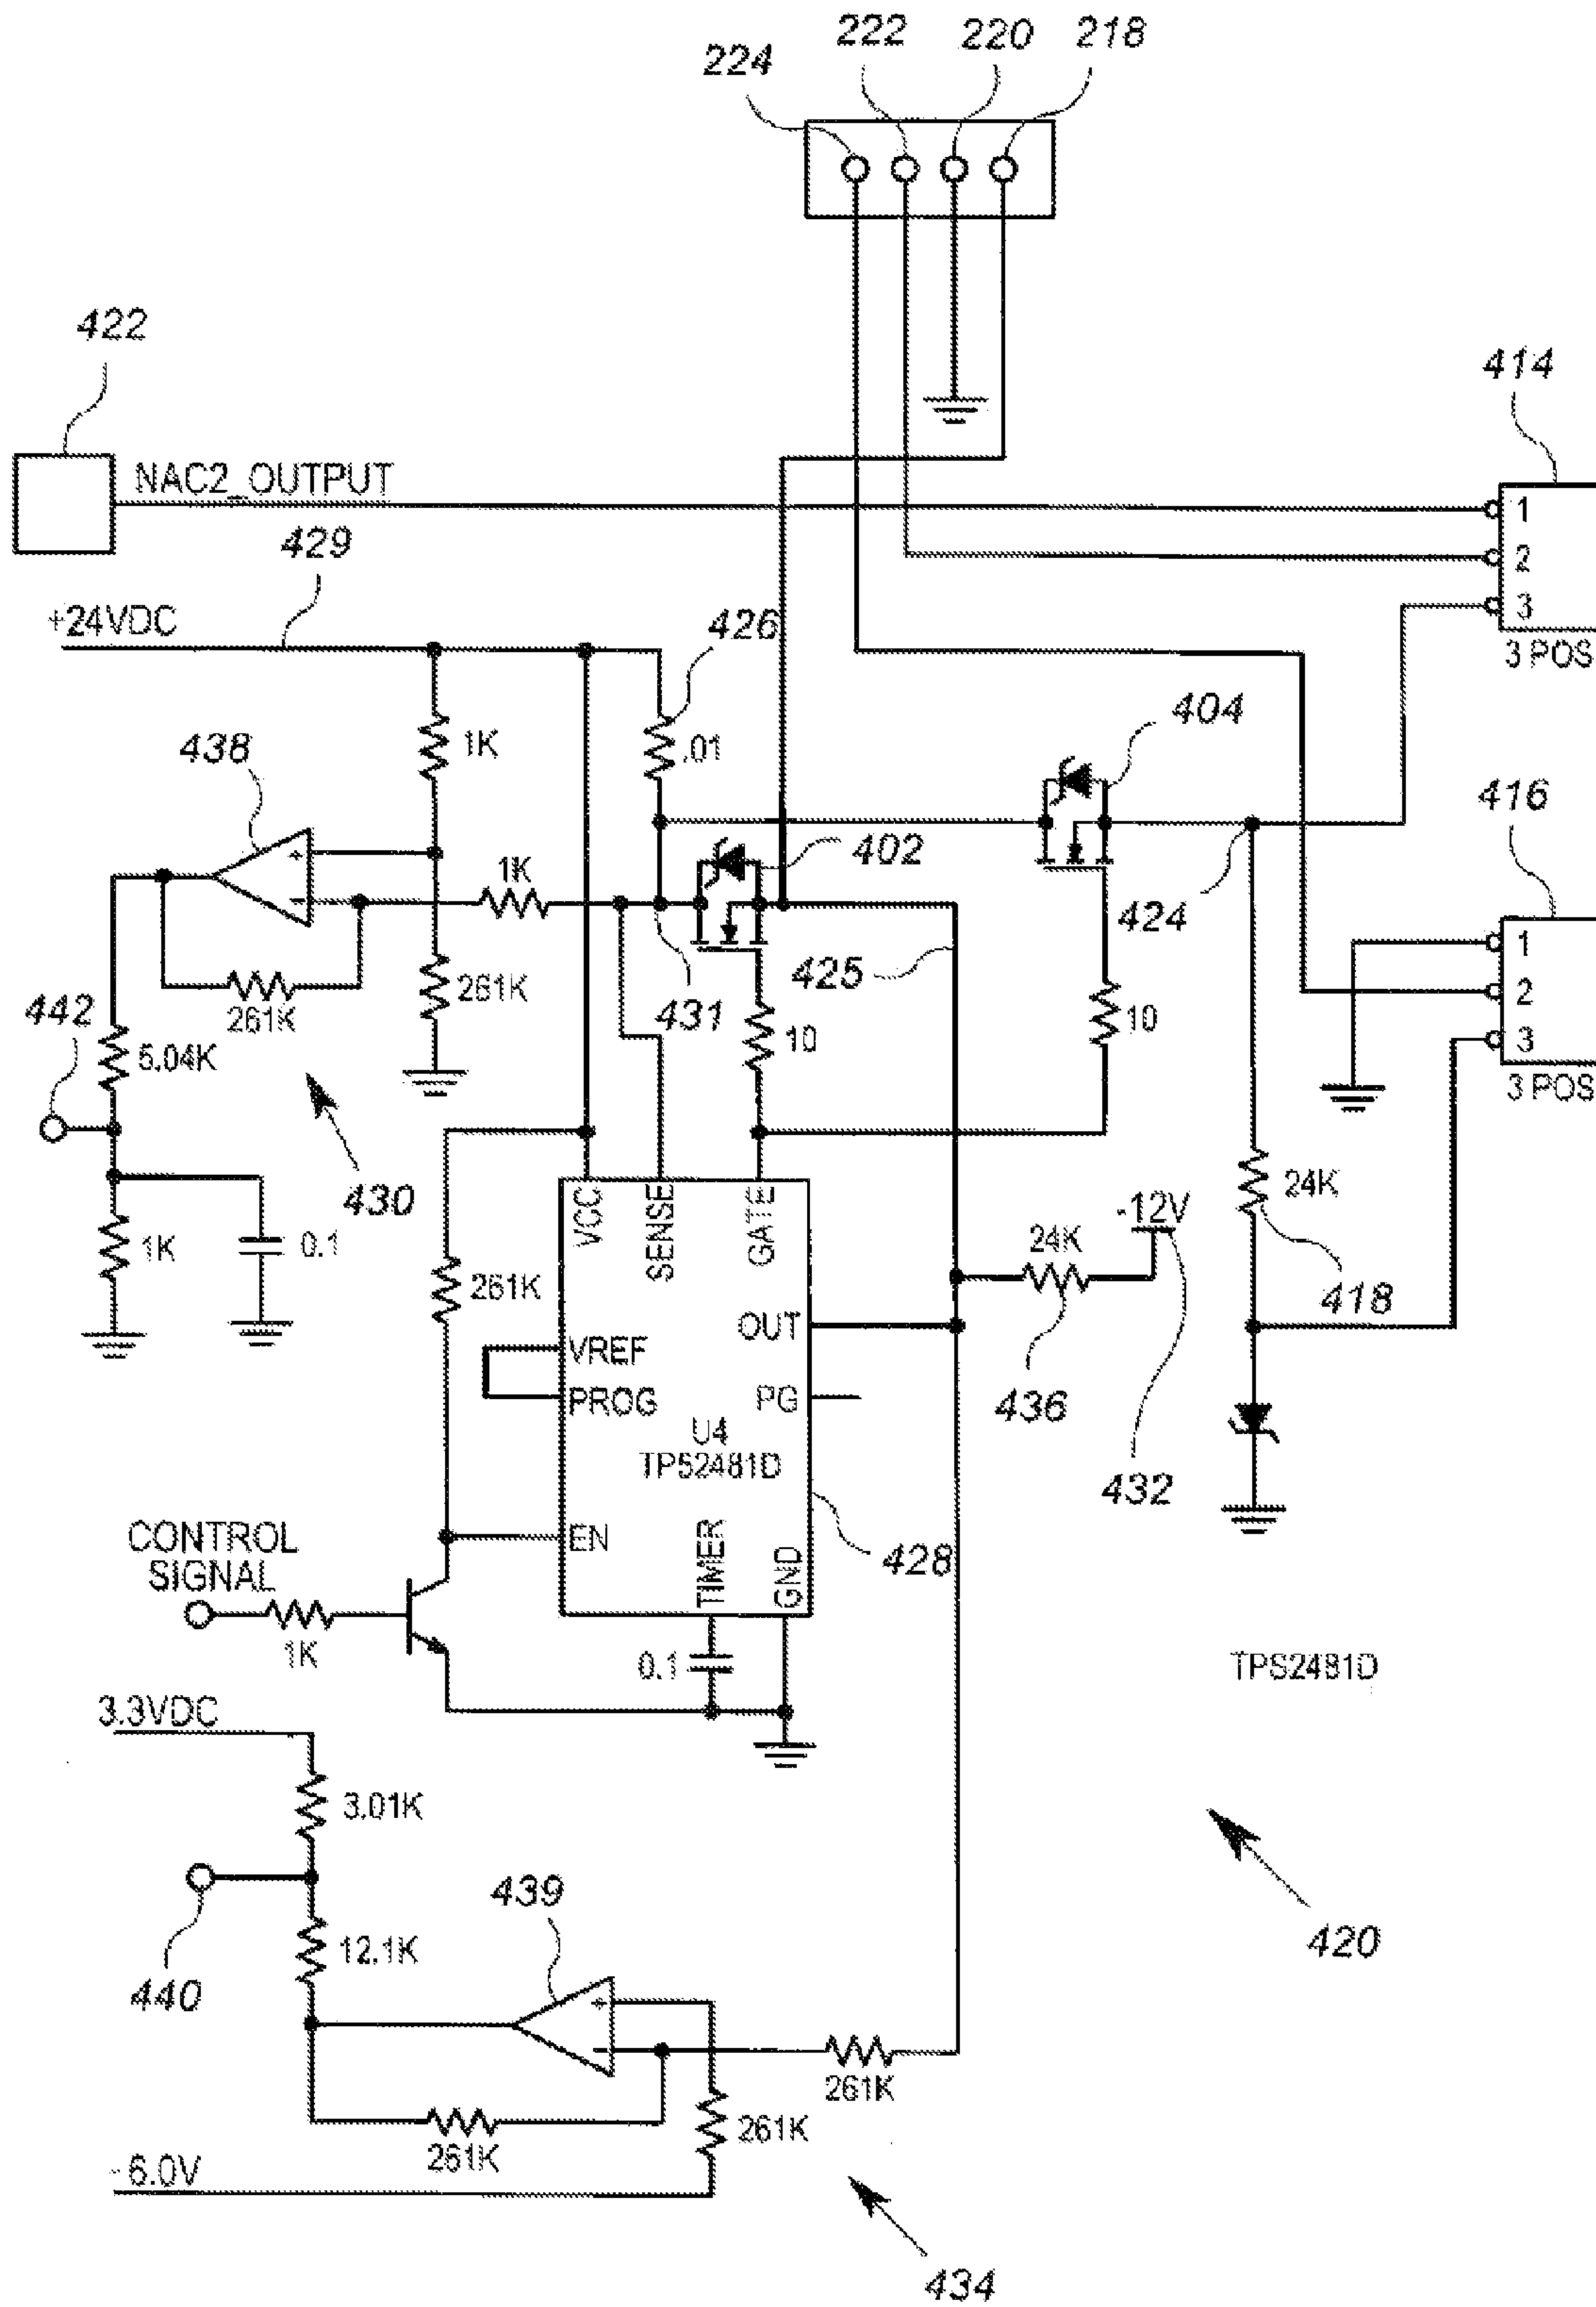 224 222 220 218
422
NAC2_OUTPUT
414
1
2
3
3 POS
429
+24VDC
426
.01
1K
438
404
402
1K
416
1
2
3
3 POS
424
425
431
261K
261K
442
5.04K
10
10
430
1K
0.1
261K
VCC
SENSE
GATE
-12V
24K
24K
418
VREF
OUT
PROG
PG
436
U4
TP52481D
432
CONTROL
SIGNAL
EN
TIMER
GND
428
1K
0.1
TPS2481D
3.3VDC
3.01K
439
12.1K
440
420
261K
261K
261K
-6.0V
434